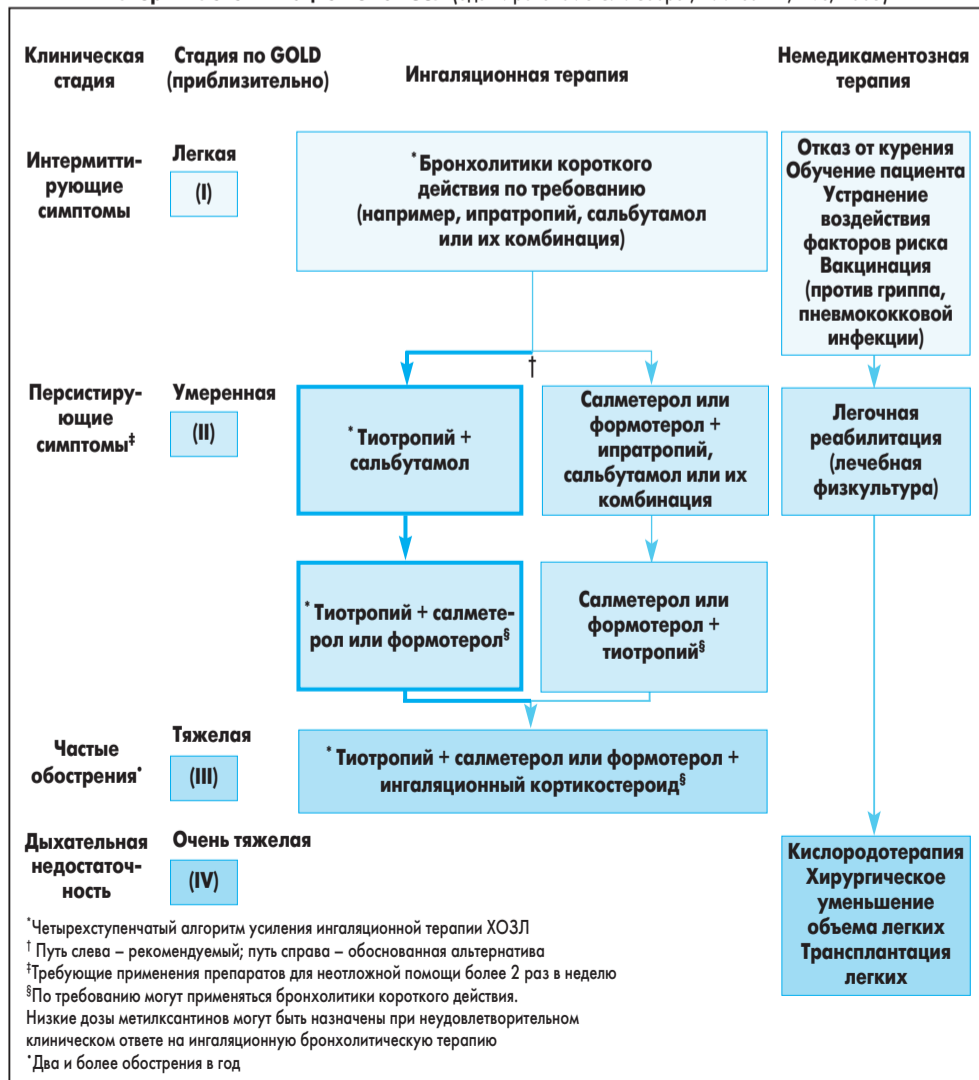 Клиническая
стадия
Стадия по GOLD
(приблизительно)
Ингаляционная терапия
Немедикаментозная
терапия
Интермитти-
рующие
симптомы
Легкая
(I)
*Бронхолитики короткого
действия по требованию
(например, ипратропий, сальбутамол
или их комбинация)
Отказ от курения
Обучение пациента
Устранение
воздействия
факторов риска
Вакцинация
(против гриппа,
пневмококковой
инфекции)
†
Персистиру-
ющие
симптомы‡
Умеренная
(II)
*Тиотропий +
сальбутамол
Салметерол или
формотерол +
ипратропий,
сальбутамол или их
комбинация
Легочная
реабилитация
(лечебная
физкультура)
*Тиотропий + салмете-
рол или формотерол§
Салметерол или
формотерол +
тиотропий§
Частые
обострения*
Тяжелая
(III)
*Тиотропий + салметерол или формотерол +
ингаляционный кортикостероид§
Дыхательная
недостаточ-
ность
Очень тяжелая
(IV)
Кислородотерапия
Хирургическое
уменьшение
объема легких
Трансплантация
легких
*Четырехступенчатый алгоритм усиления ингаляционной терапии ХОЗЛ
† Путь слева – рекомендуемый; путь справа – обоснованная альтернатива
‡Требующие применения препаратов для неотложной помощи более 2 раз в неделю
§По требованию могут применяться бронхолитики короткого действия.
Низкие дозы метилксантинов могут быть назначены при неудовлетворительном
клиническом ответе на ингаляционную бронхолитическую терапию
*Два и более обострения в год